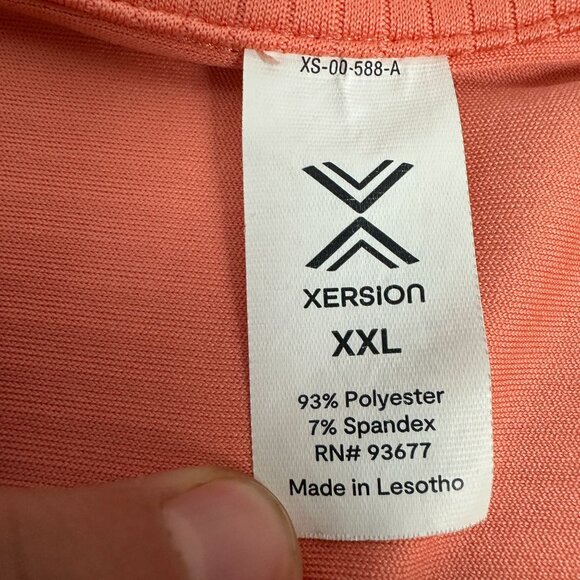 XS-00-588-A
XERSION
XXL
93% Polyester
7% Spandex
RN# 93677
Made in Lesotho